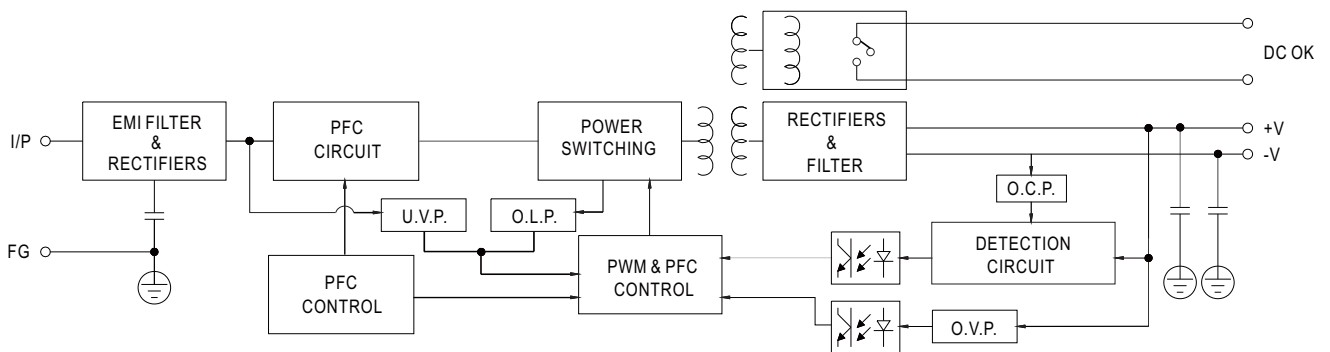 DC OK
I/P
EMI FILTER
&
RECTIFIERS
PFC
CIRCUIT
POWER
SWITCHING
RECTIFIERS
&
FILTER
+V
-V
O.C.P.
U.V.P.
O.L.P.
FG
PFC
CONTROL
PWM & PFC
CONTROL
DETECTION
CIRCUIT
O.V.P.